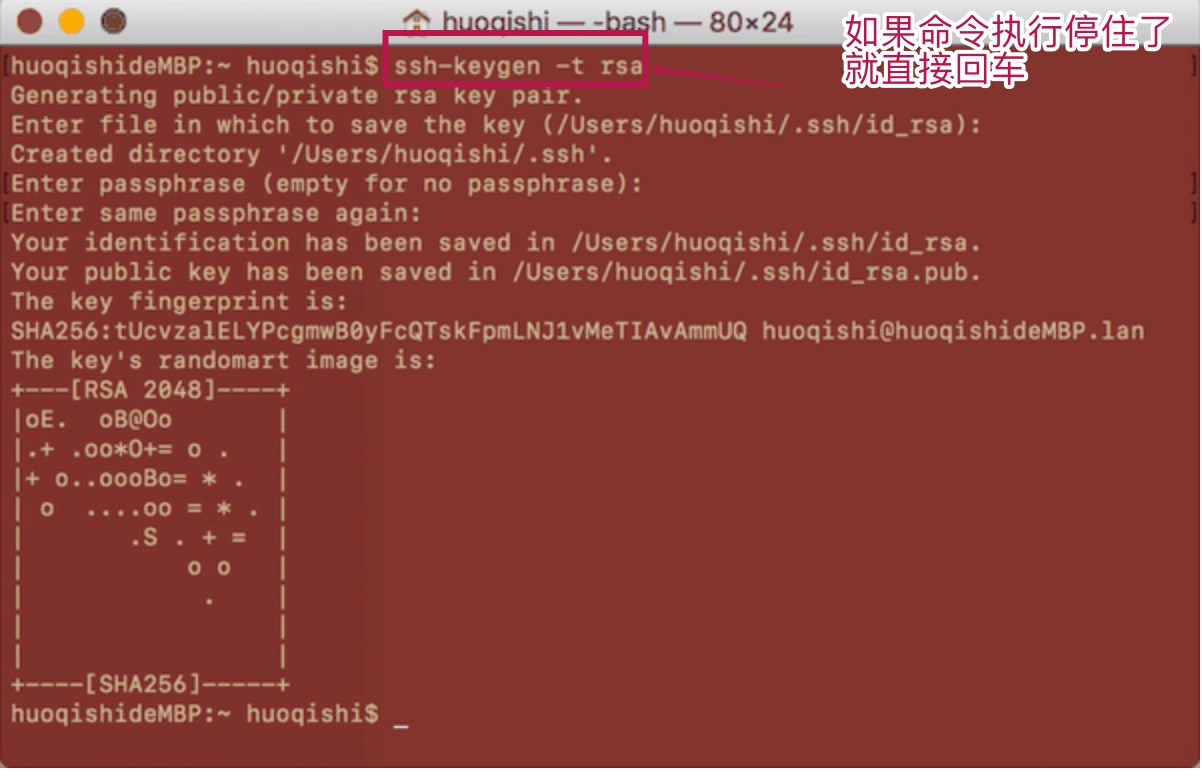 huoqishi — -bash — 80×24
如果命令执行停住了
就直接回车
huoqishideMBP:~ huoqishi$ ssh-keygen -t rsa
Generating public/private rsa key pair.
Enter file in which to save the key (/Users/huoqishi/.ssh/id_rsa):
Created directory '/Users/huoqishi/.ssh'.
Enter passphrase (empty for no passphrase):
Enter same passphrase again:
Your identification has been saved in /Users/huoqishi/.ssh/id_rsa.
Your public key has been saved in /Users/huoqishi/.ssh/id_rsa.pub.
The key fingerprint is:
SHA256:tUcvzalELYPcgmwB0yFcQTskFpmLNJ1vMeTIAvAmmUQ huoqishi@huoqishideMBP.lan
The key's randomart image is:
+---[RSA 2048]----+
|oE.  oB@Oo       |
|.+ .oo*O+= o .   |
|+ o..oooBo= * .  |
| o  ....oo = * . |
|       .S . + =  |
|           o o   |
|            .    |
|                 |
|                 |
+----[SHA256]-----+
huoqishideMBP:~ huoqishi$ _